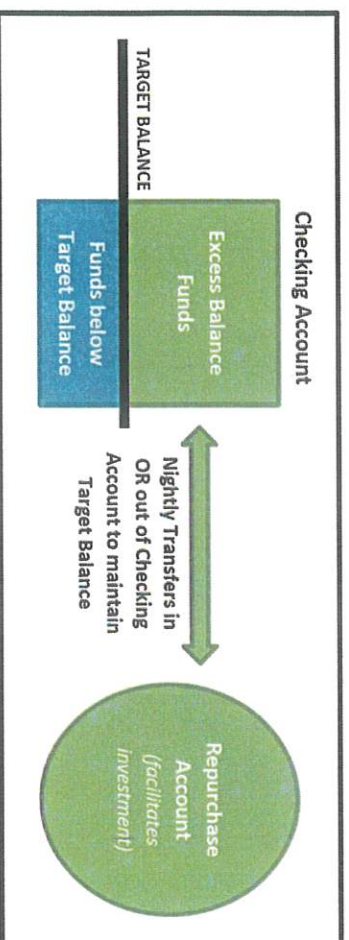 Checking Account
Excess Balance
Funds
TARGET BALANCE
Funds below
Target Balance
Nightly Transfers in
OR out of Checking
Account to maintain
Target Balance
Repurchase
Account
(facilitates
investment)